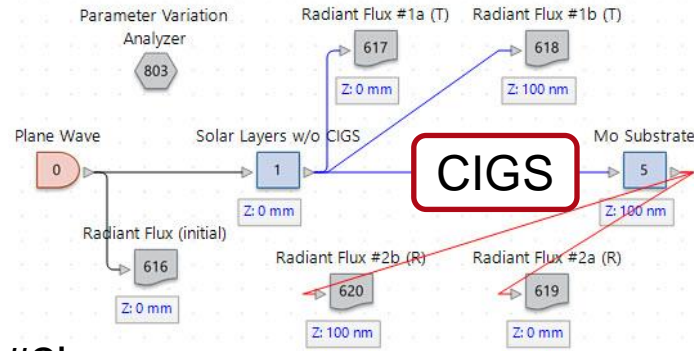 Parameter Variation
Analyzer
803
Radiant Flux #1a (T)
617
Z: 0 mm
Radiant Flux #1b (T)
618
Z: 100 nm
Plane Wave
0
Solar Layers w/o CIGS
1
Z: 0 mm
CIGS
Mo Substrate
5
Z: 100 nm
Radiant Flux (initial)
616
Z: 0 mm
Radiant Flux #2b (R)
620
Z: 100 nm
Radiant Flux #2a (R)
619
Z: 0 mm